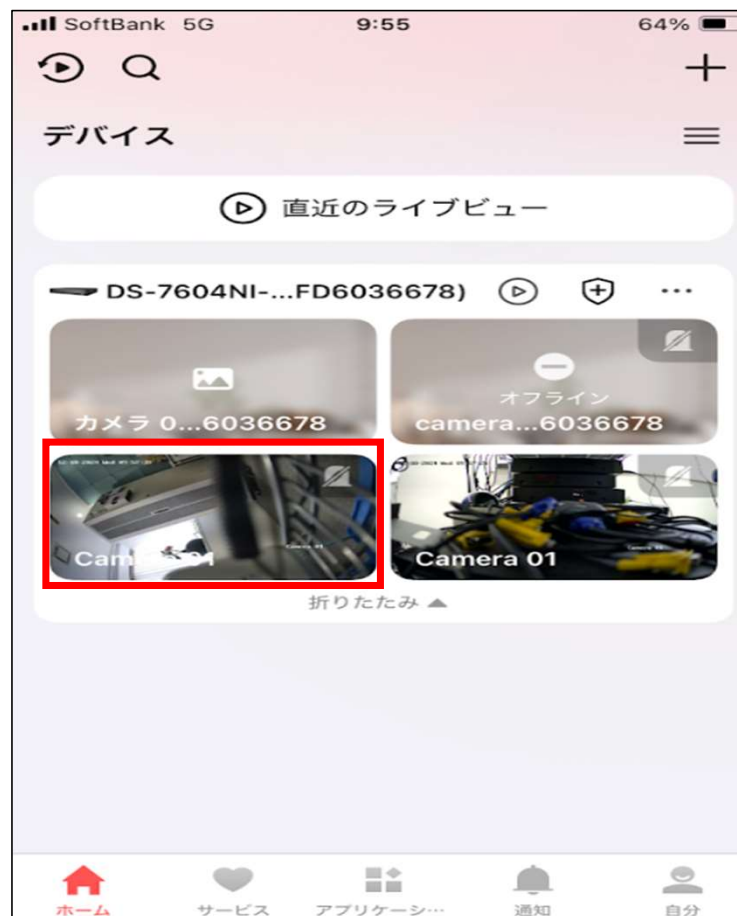 SoftBank 5G 9:55 64%
デバイス
直近のライブビュー
DS-7604NI-...FD6036678)
オフライン
カメラ 0...6036678 camera...6036678
Camera 01
Camera 01
折りたたみ
ホーム サービス アプリケーシ… 通知 自分